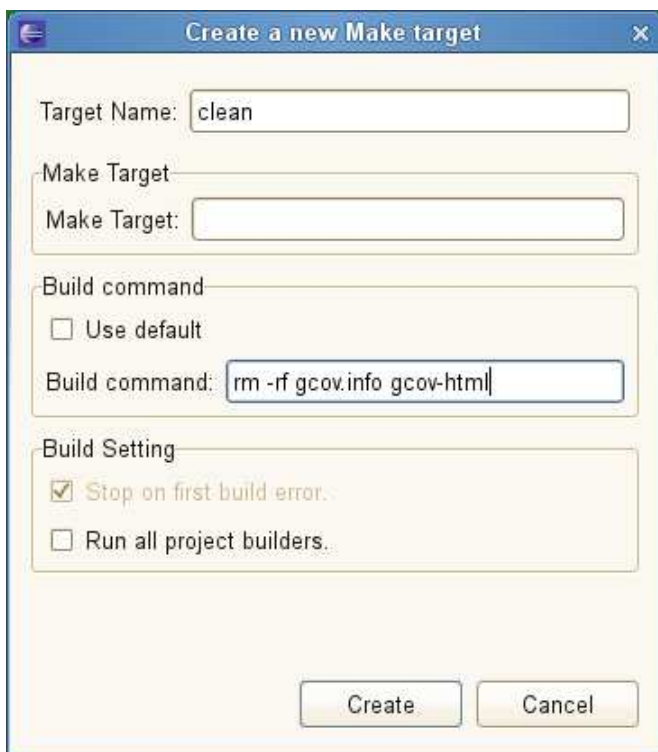 Create a new Make target
Target Name: clean
Make Target
Make Target:
Build command
Use default
Build command: rm -rf gcov.info gcov-html
Build Setting
Stop on first build error.
Run all project builders.
Create Cancel